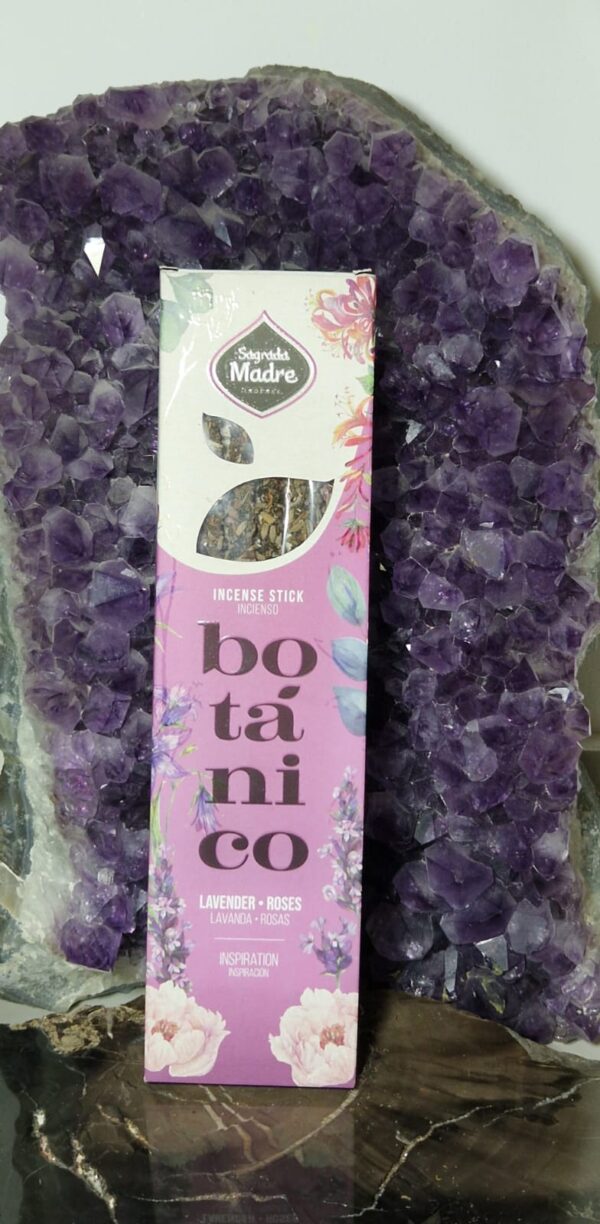 Sagrada
Madre
INCENSE STICK
INCIENSO
bo
tá
ni
co
LAVENDER • ROSES
LAVANDA • ROSAS
INSPIRATION
INSPIRACIÓN